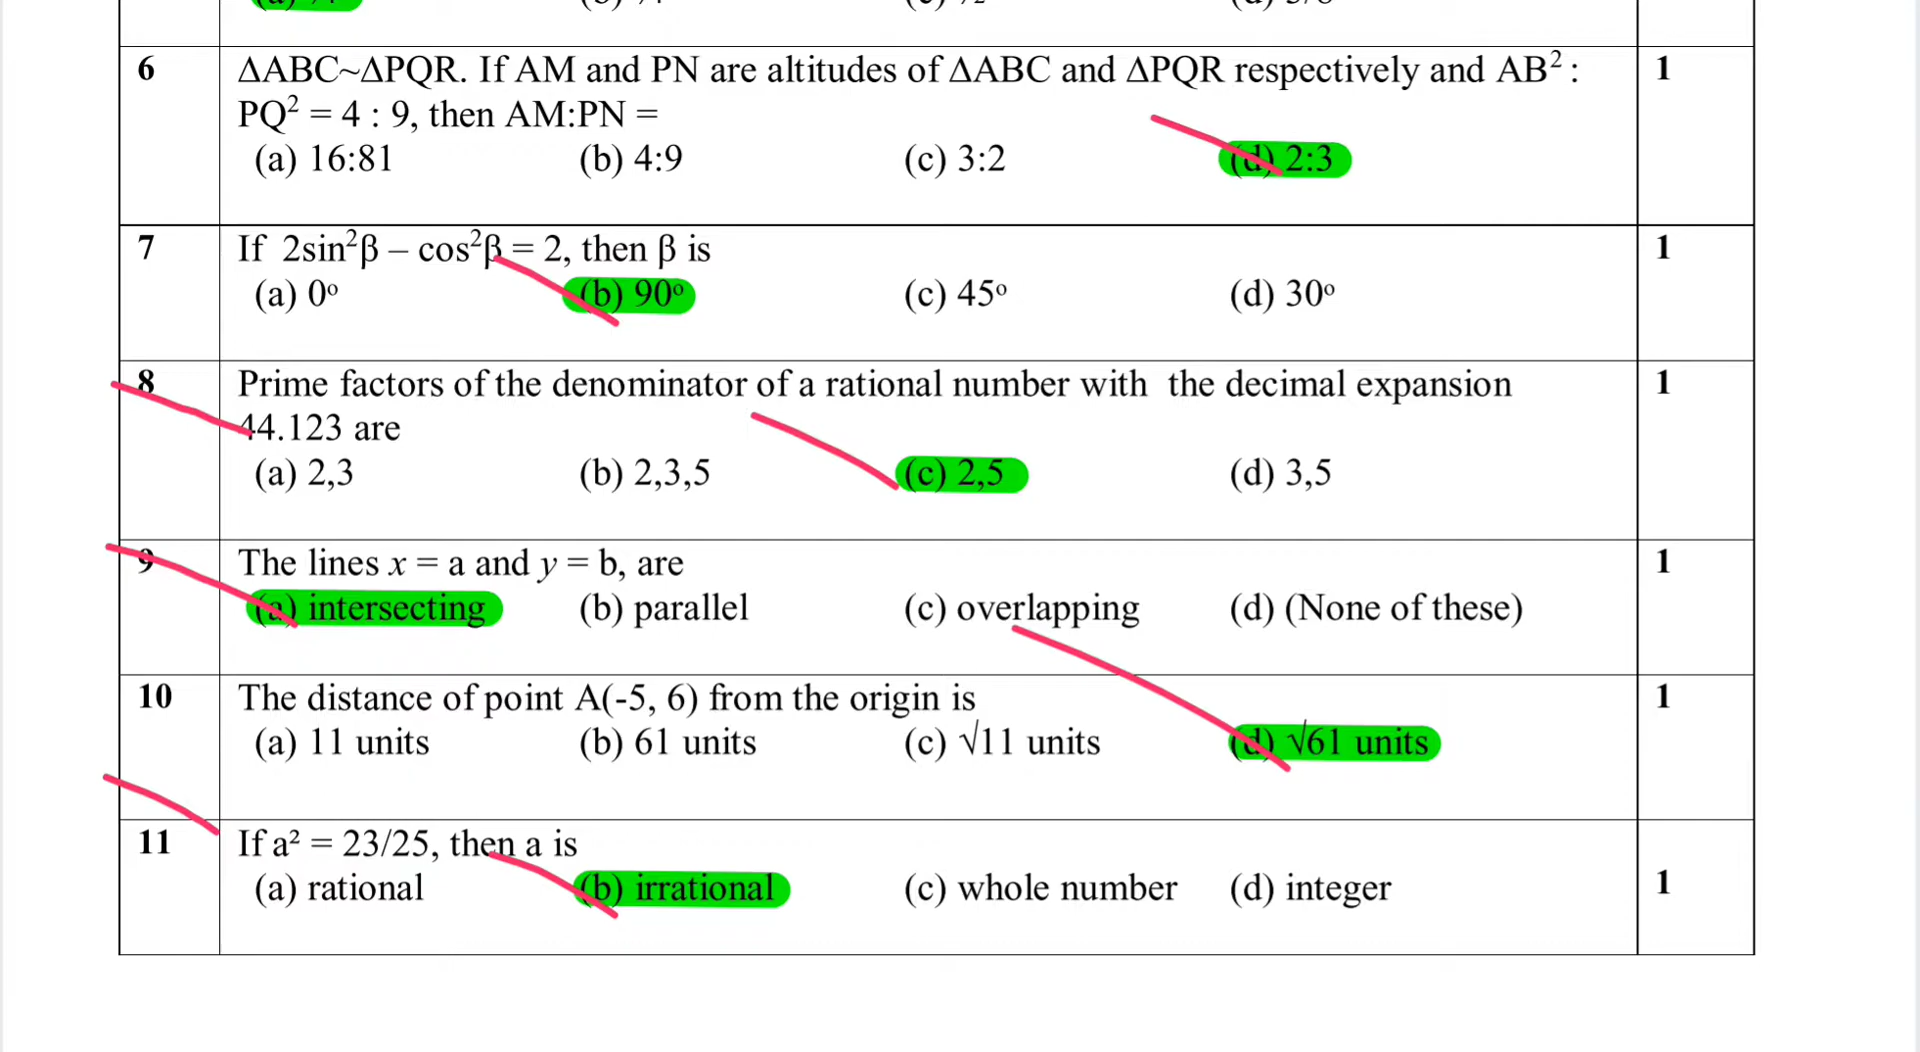 6 ΔABC~ΔPQR. If AM and PN are altitudes of ΔABC and ΔPQR respectively and AB² : 1
PQ² = 4 : 9, then AM:PN =
(a) 16:81 (b) 4:9 (c) 3:2 (d) 2:3
7 If 2sin²β – cos²β = 2, then β is 1
(a) 0º (b) 90º (c) 45º (d) 30º
8 Prime factors of the denominator of a rational number with the decimal expansion 1
44.123 are
(a) 2,3 (b) 2,3,5 (c) 2,5 (d) 3,5
9 The lines x = a and y = b, are 1
(a) intersecting (b) parallel (c) overlapping (d) (None of these)
10 The distance of point A(-5, 6) from the origin is 1
(a) 11 units (b) 61 units (c) √11 units (d) √61 units
11 If a² = 23/25, then a is
(a) rational (b) irrational (c) whole number (d) integer 1